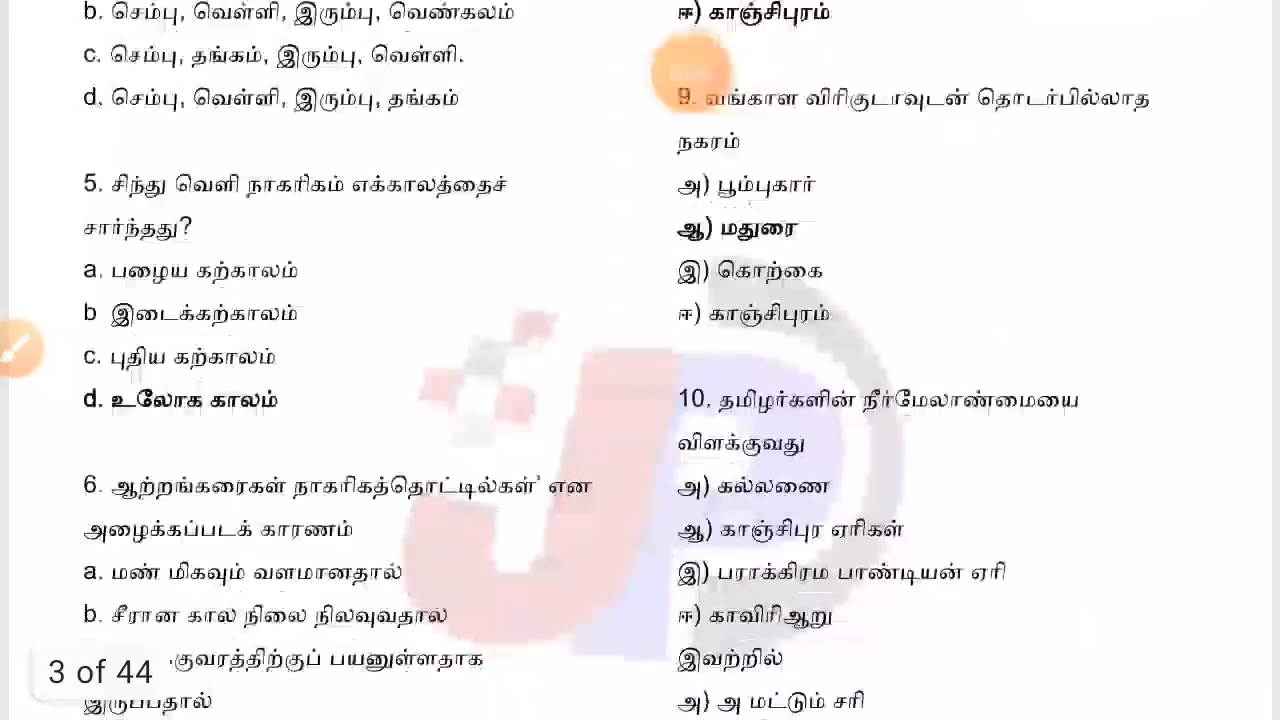 b. செம்பு, வெள்ளி, இரும்பு, வெண்கலம்
c. செம்பு, தங்கம், இரும்பு, வெள்ளி.
d. செம்பு, வெள்ளி, இரும்பு, தங்கம்
5. சிந்து வெளி நாகரிகம் எக்காலத்தைச்
சார்ந்தது?
a. பழைய கற்காலம்
b இடைக்கற்காலம்
c. புதிய கற்காலம்
d. உலோக காலம்
6. ஆற்றங்கரைகள் நாகரிகத்தொட்டில்கள்' என
அழைக்கப்படக் காரணம்
a. மண் மிகவும் வளமானதால்
b. சீரான கால நிலை நிலவுவதால்
குவரத்திற்குப் பயனுள்ளதாக
இருப்பதால்
3 of 44
ஈ) காஞ்சிபுரம்
9. வங்காள விரிகுடாவுடன் தொடர்பில்லாத
நகரம்
அ) பூம்புகார்
ஆ) மதுரை
இ) கொற்கை
ஈ) காஞ்சிபுரம்
10. தமிழர்களின் நீர்மேலாண்மையை
விளக்குவது
அ) கல்லணை
ஆ) காஞ்சிபுர ஏரிகள்
இ) பராக்கிரம பாண்டியன் ஏரி
ஈ) காவிரிஆறு
இவற்றில்
அ) அ மட்டும் சரி